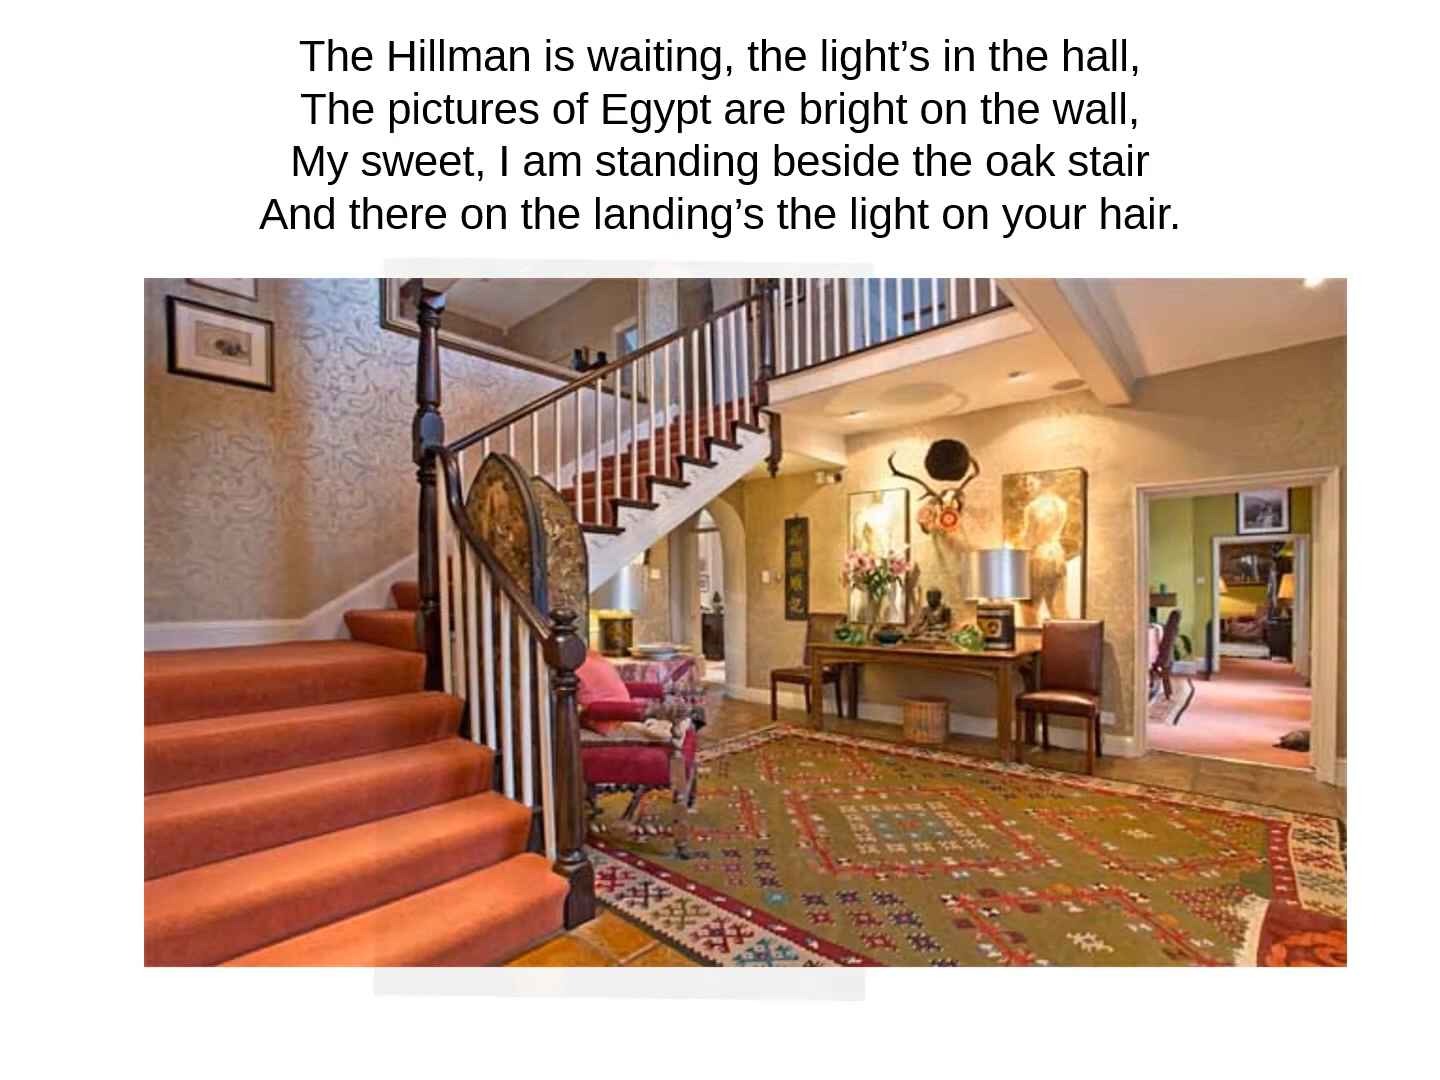 The Hillman is waiting, the light’s in the hall,
The pictures of Egypt are bright on the wall,
My sweet, I am standing beside the oak stair
And there on the landing’s the light on your hair.